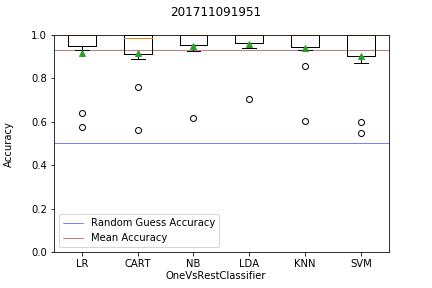 201711091951
1.0
0.8
0.6
0.4
0.2
0.0
Accuracy
Random Guess Accuracy
Mean Accuracy
LR CART NB LDA KNN SVM
OneVsRestClassifier